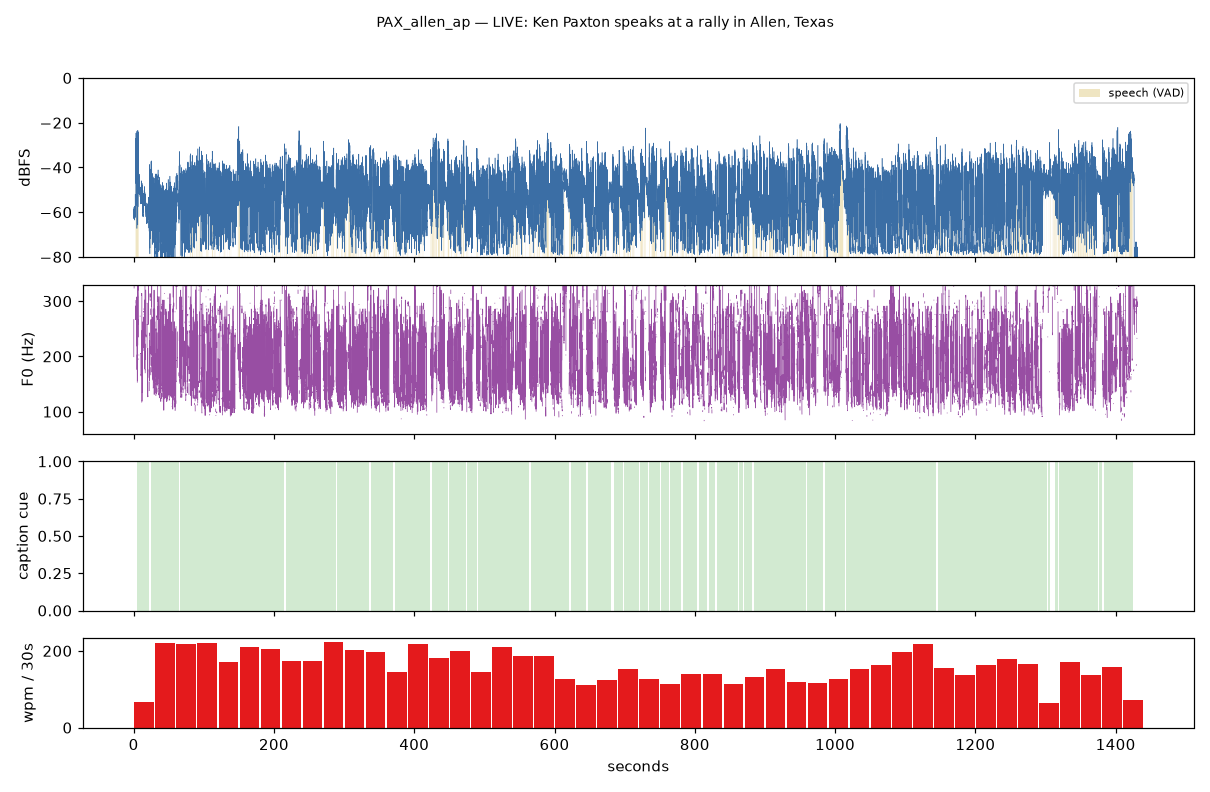 PAX_allen_ap — LIVE: Ken Paxton speaks at a rally in Allen, Texas
0
−20
−40
−60
−80
dBFS
speech (VAD)
300
200
100
F0 (Hz)
1.00
0.75
0.50
0.25
0.00
caption cue
200
0
wpm / 30s
0 200 400 600 800 1000 1200 1400
seconds